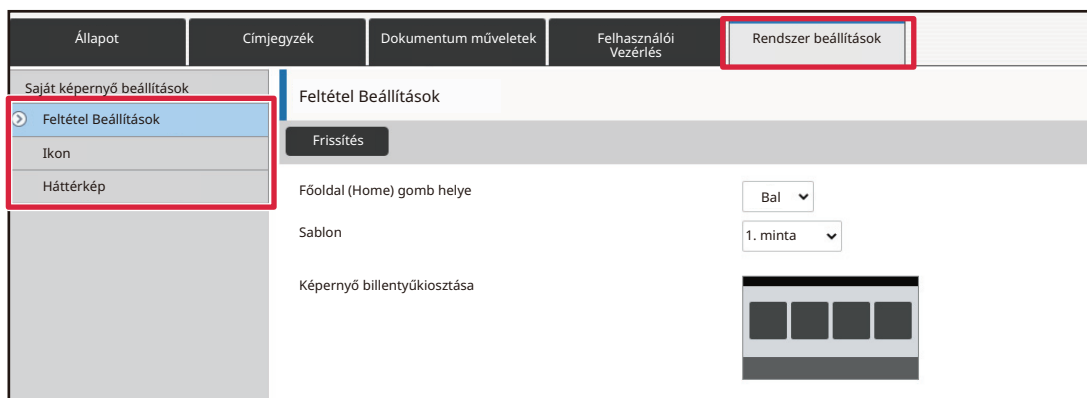 Állapot
Címjegyzék
Dokumentum műveletek
Felhasználói
Vezérlés
Rendszer beállítások
Saját képernyő beállítások
Feltétel Beállítások
Ikon
Háttérkép
Feltétel Beállítások
Frissítés
Főoldal (Home) gomb helye
Bal
Sablon
1. minta
Képernyő billentyűkiosztása